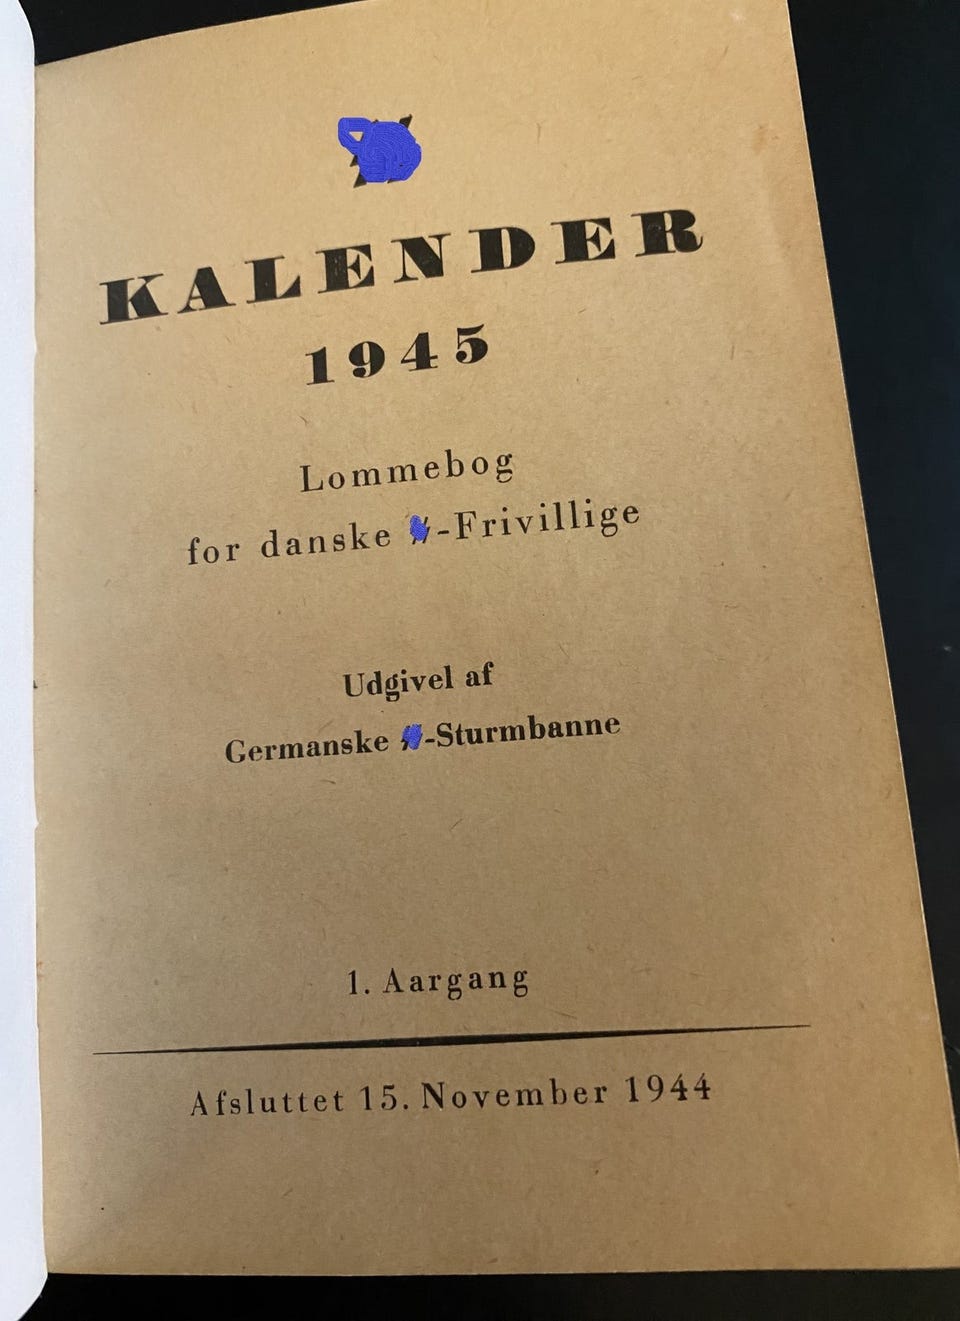 KALENDER
1945
Lommebog
for danske -Frivillige
Udgivel af
Germanske -Sturmbanne
1. Aargang
Afsluttet 15. November 1944